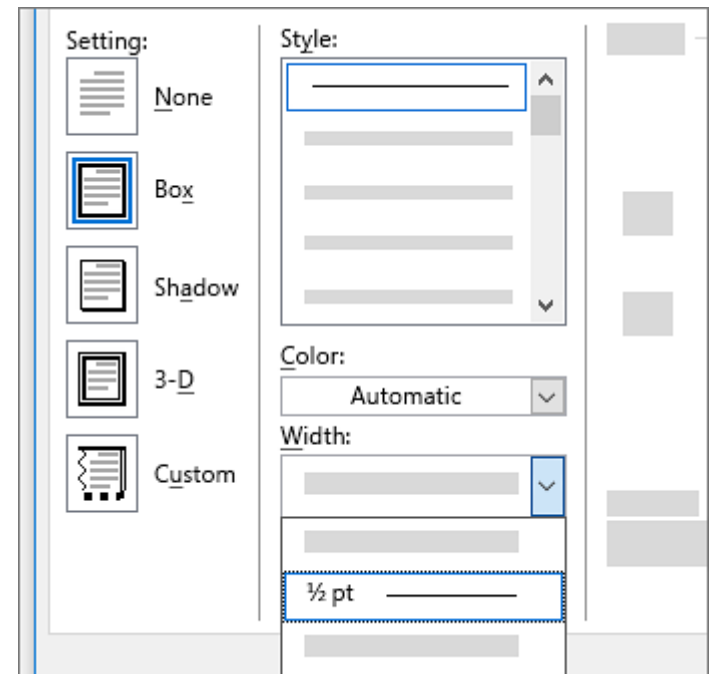 Setting:
None
Box
Shadow
3-D
Custom
Style:
Color:
Automatic
Width:
½ pt